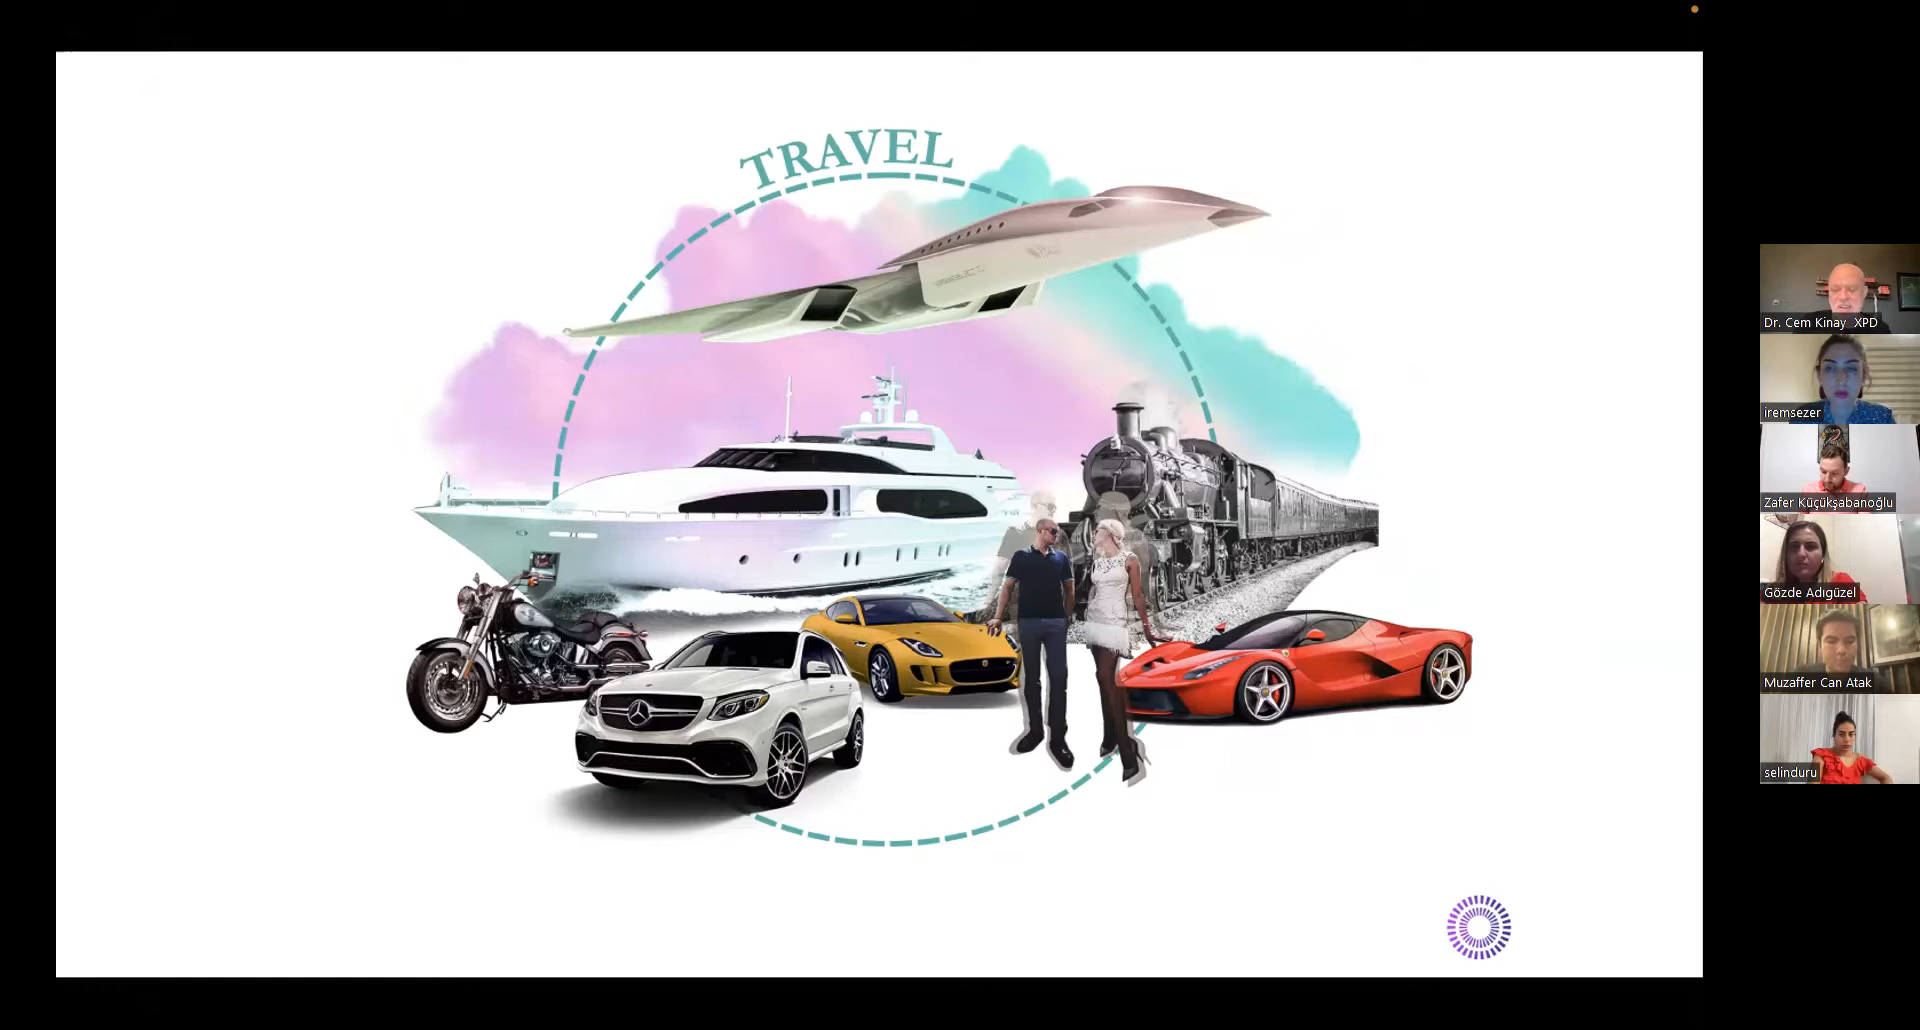 TRAVEL
Dr. Cem Kinay XPD
iremsezer
Zafer Küçükşabanoğlu
Gözde Adıgüzel
Muzaffer Can Atak
selinduru